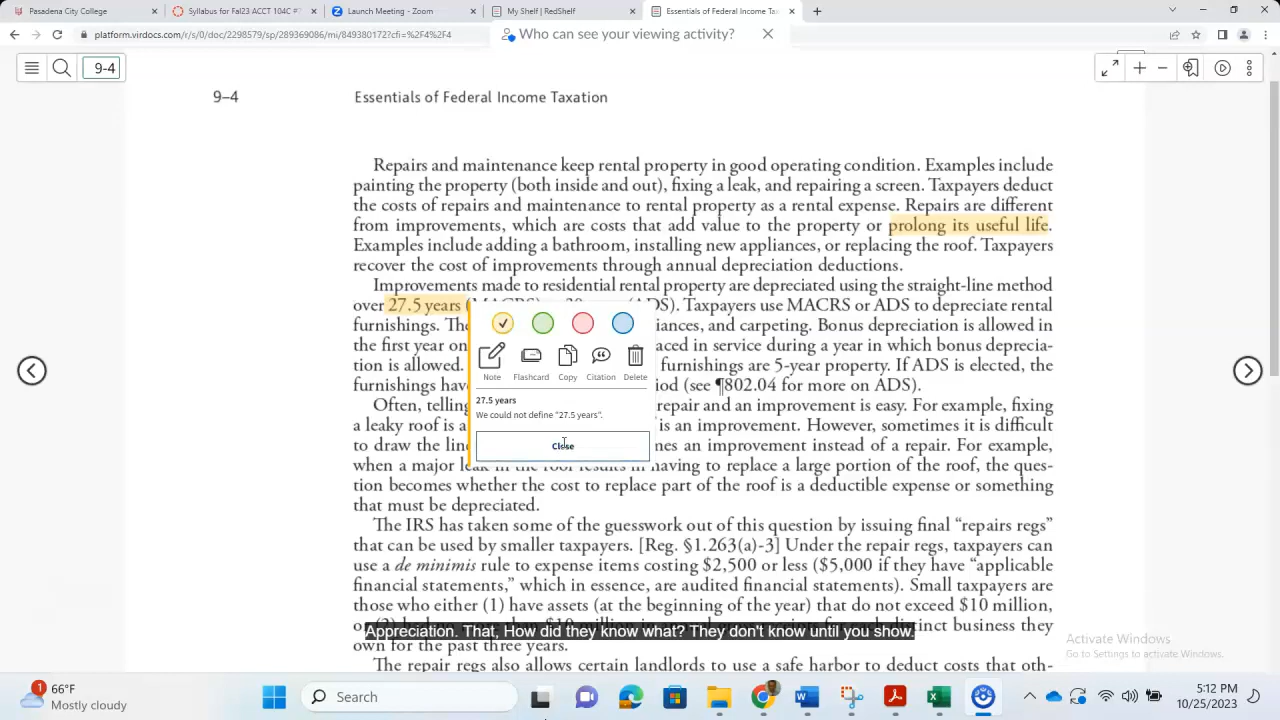 Pasadena City College
Syllabus for Fal23 ACCT 104C P
Launch Meeting - Zoom
My Shelf | RedShelf
Essentials of Federal Income Tax
platform.virdocs.com/r/s/0/doc/2298579/sp/289369086/mi/849380172?cfi=%2F4%2F4
Who can see your viewing activity?
9-4
9–4 Essentials of Federal Income Taxation
Repairs and maintenance keep rental property in good operating condition. Examples include
painting the property (both inside and out), fixing a leak, and repairing a screen. Taxpayers deduct
the costs of repairs and maintenance to rental property as a rental expense. Repairs are different
from improvements, which are costs that add value to the property or prolong its useful life.
Examples include adding a bathroom, installing new appliances, or replacing the roof. Taxpayers
recover the cost of improvements through annual depreciation deductions.
Improvements made to residential rental property are depreciated using the straight-line method
over 27.5 years (MACRS) (ADS). Taxpayers use MACRS or ADS to depreciate rental
furnishings. The iances, and carpeting. Bonus depreciation is allowed in
the first year on aced in service during a year in which bonus deprecia-
tion is allowed. furnishings are 5-year property. If ADS is elected, the
furnishings hav iod (see ¶802.04 for more on ADS).
Often, telling repair and an improvement is easy. For example, fixing
a leaky roof is a is an improvement. However, sometimes it is difficult
to draw the line nes an improvement instead of a repair. For example,
when a major leak in the roof results in having to replace a large portion of the roof, the ques-
tion becomes whether the cost to replace part of the roof is a deductible expense or something
that must be depreciated.
The IRS has taken some of the guesswork out of this question by issuing final “repairs regs”
that can be used by smaller taxpayers. [Reg. §1.263(a)-3] Under the repair regs, taxpayers can
use a de minimis rule to expense items costing $2,500 or less ($5,000 if they have “applicable
financial statements,” which in essence, are audited financial statements). Small taxpayers are
those who either (1) have assets (at the beginning of the year) that do not exceed $10 million,
distinct business they
own for the past three years.
The repair regs also allows certain landlords to use a safe harbor to deduct costs that oth-
Note Flashcard Copy Citation Delete
27.5 years
We could not define "27.5 years".
Close
Appreciation. That, How did they know what? They don't know until you show.
Activate Windows
Go to Settings to activate Windows.
1
66°F
Mostly cloudy
Search
5:12 PM
10/25/2023